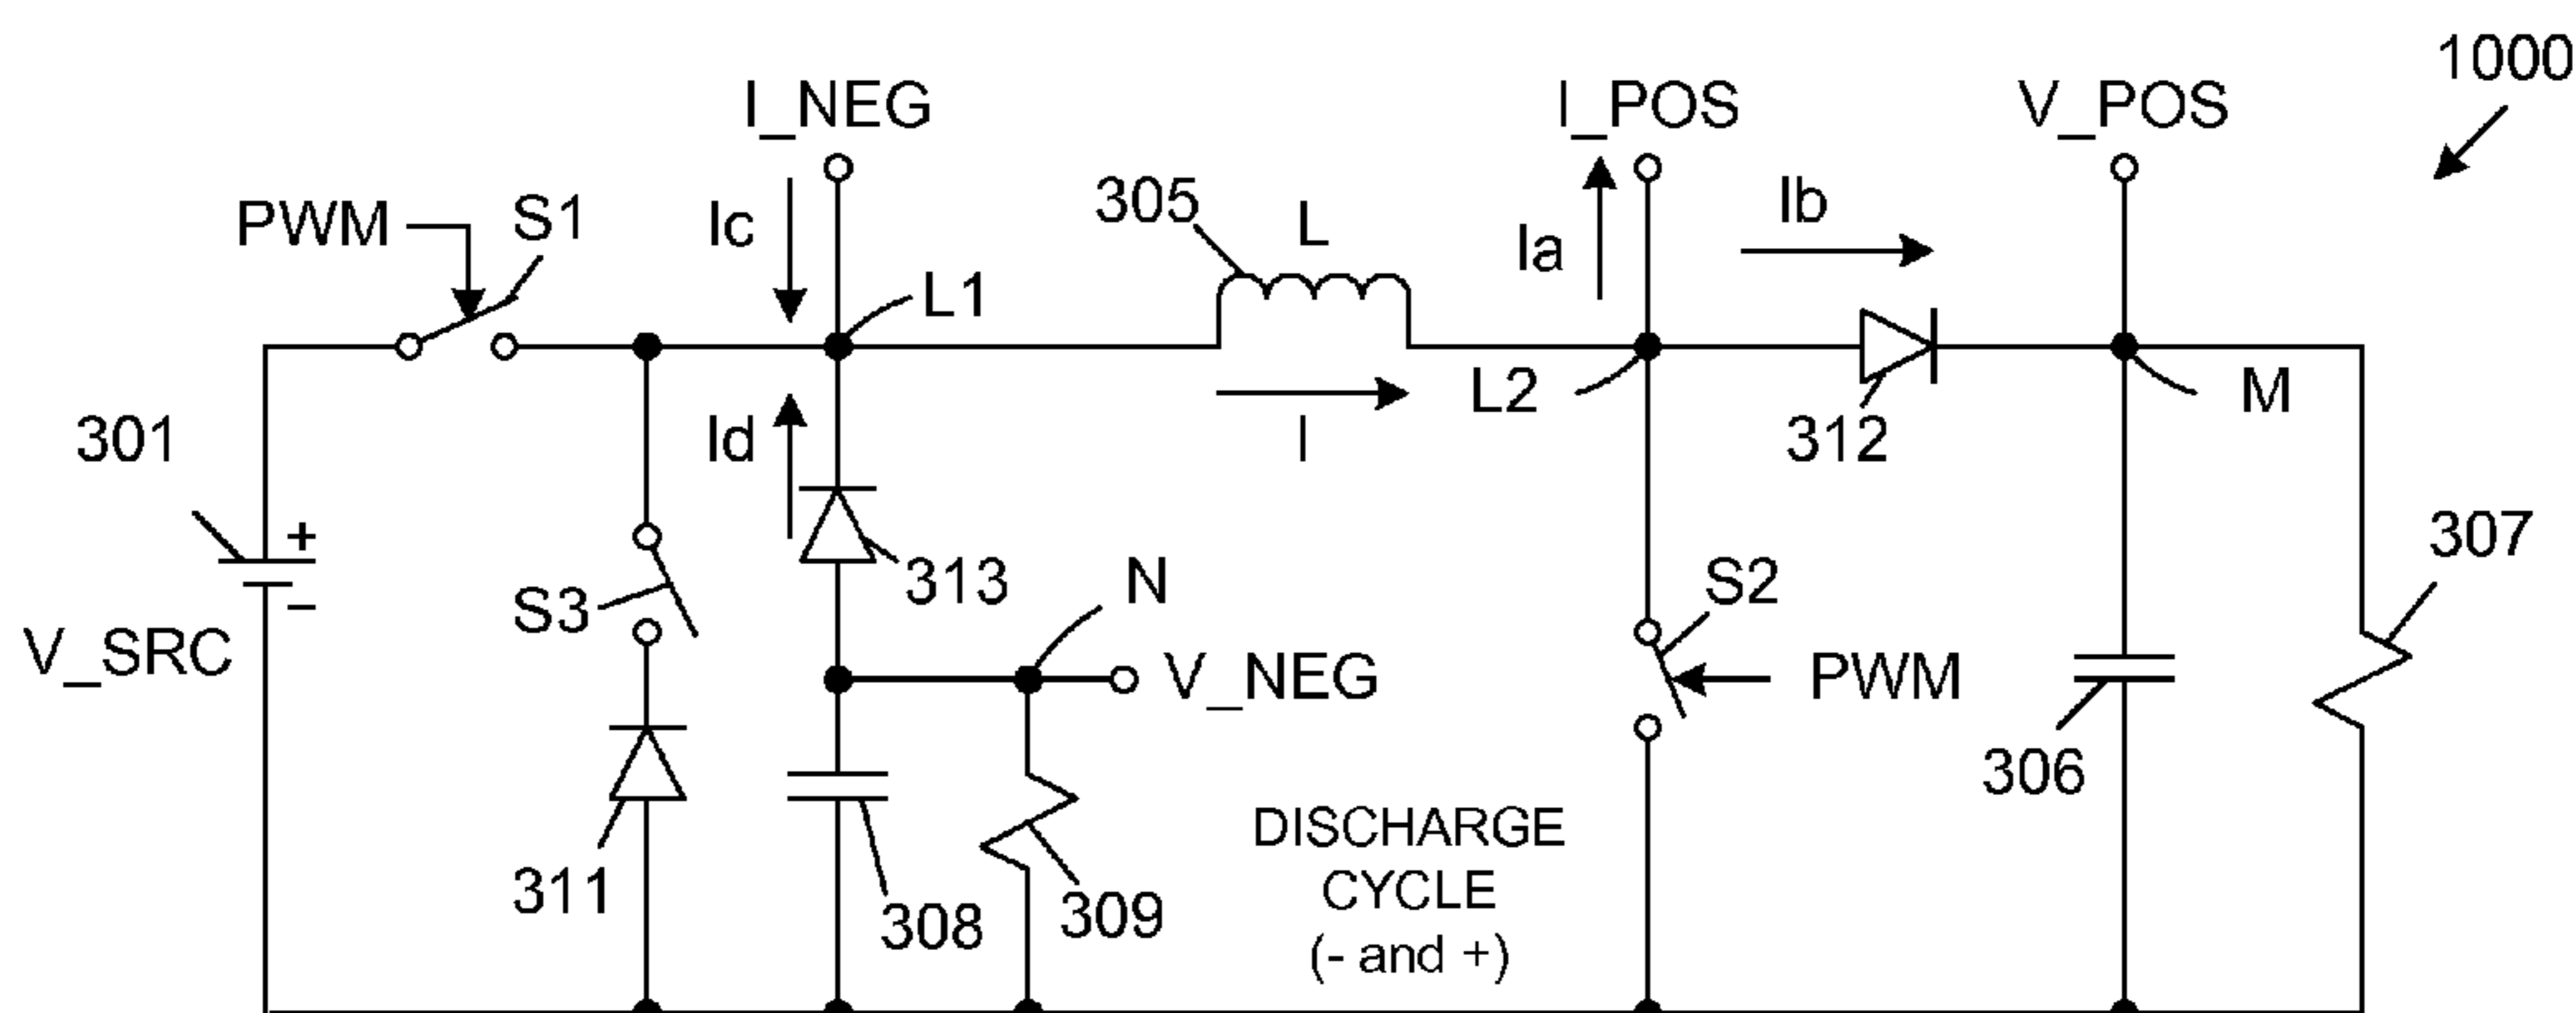 1000
I_NEG
I_POS
V_POS
PWM
S1
Ic
305
L
Ia
Ib
L1
301
Id
I
L2
312
M
+
–
V_SRC
S3
313
N
S2
307
V_NEG
PWM
311
308
309
DISCHARGE
CYCLE
(- and +)
306